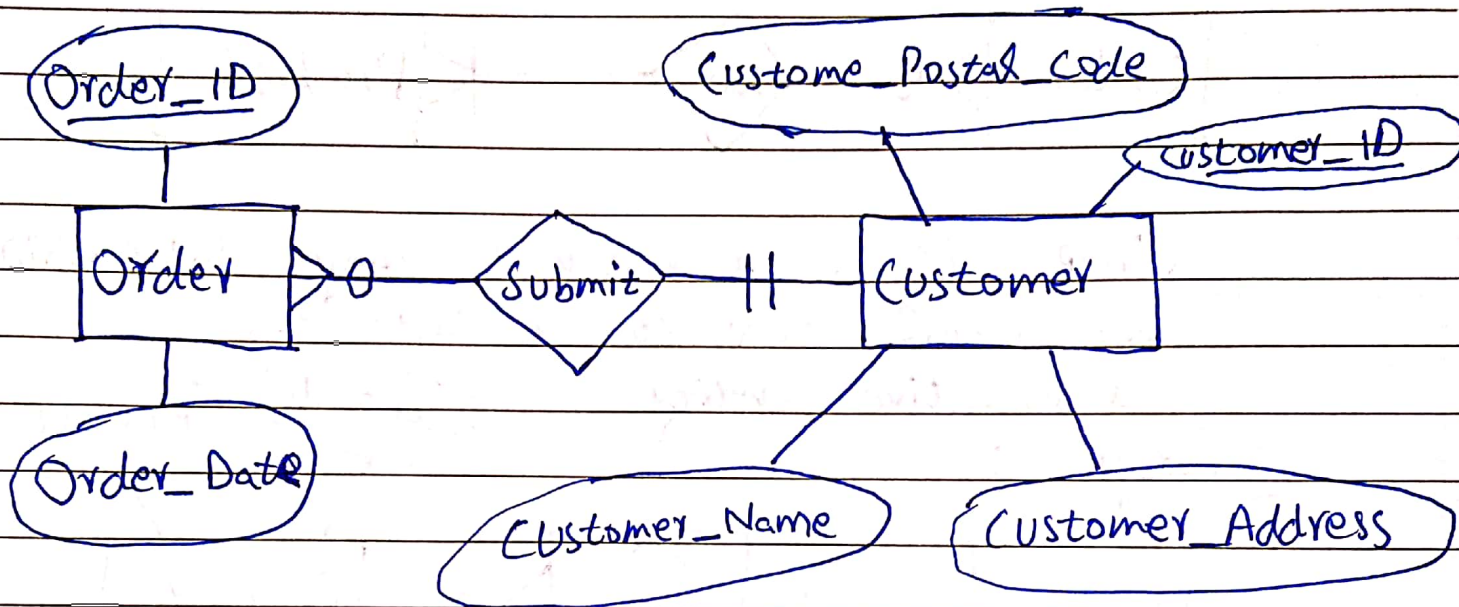 Order_ID
Custome_Postal_Code
Customer_ID
Order
Submit
Customer
Order_Date
Customer_Name
Customer_Address